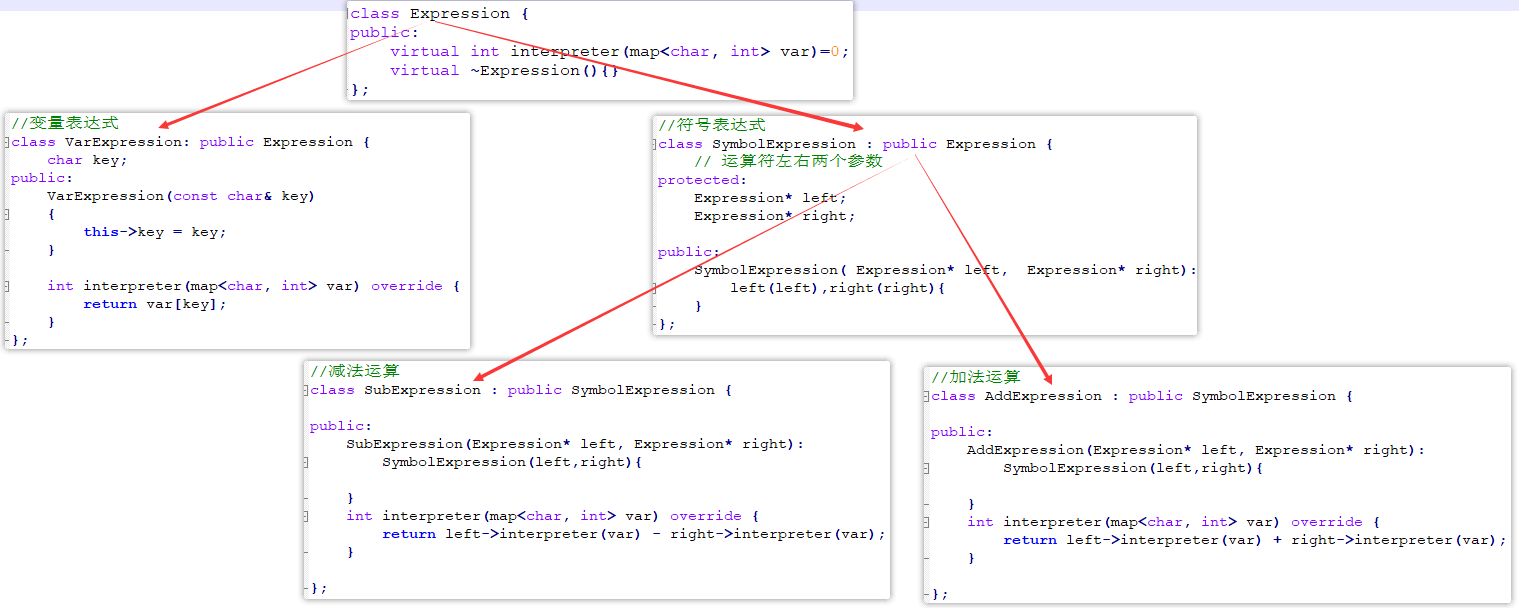 class Expression {
public:
    virtual int interpreter(map<char, int> var)=0;
    virtual ~Expression(){}
};
//变量表达式
class VarExpression: public Expression {
    char key;
public:
    VarExpression(const char& key)
    {
        this->key = key;
    }
    int interpreter(map<char, int> var) override {
        return var[key];
    }
};
//符号表达式
class SymbolExpression : public Expression {
    // 运算符左右两个参数
protected:
    Expression* left;
    Expression* right;
public:
    SymbolExpression( Expression* left,  Expression* right):
        left(left),right(right){
    }
};
//减法运算
class SubExpression : public SymbolExpression {
public:
    SubExpression(Expression* left, Expression* right):
        SymbolExpression(left,right){
    }
    int interpreter(map<char, int> var) override {
        return left->interpreter(var) - right->interpreter(var);
    }
};
//加法运算
class AddExpression : public SymbolExpression {
public:
    AddExpression(Expression* left, Expression* right):
        SymbolExpression(left,right){
    }
    int interpreter(map<char, int> var) override {
        return left->interpreter(var) + right->interpreter(var);
    }
};